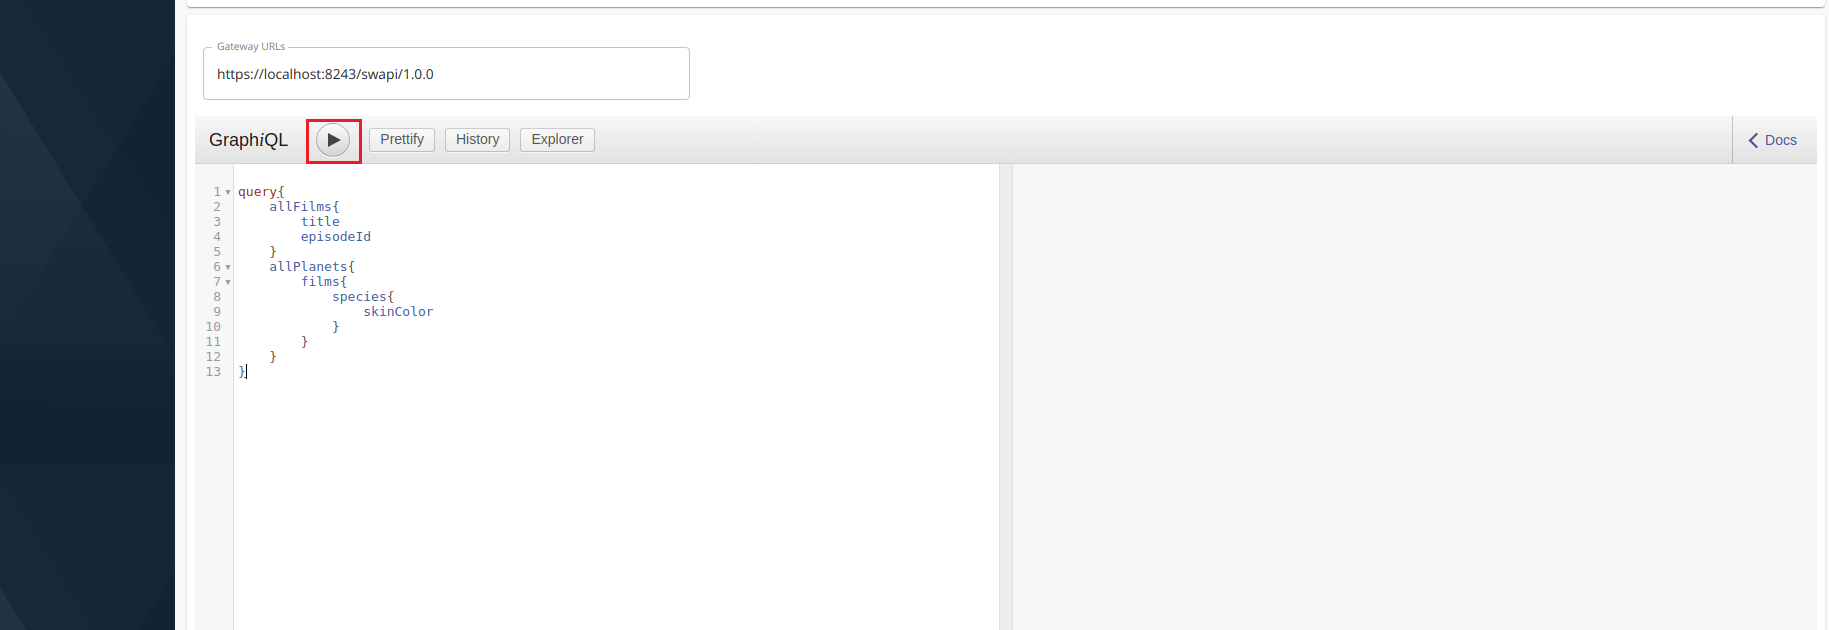 Gateway URLs
https://localhost:8243/swapi/1.0.0
GraphiQL Prettify History Explorer Docs
1 query{
2 allFilms{
3 title
4 episodeId
5 }
6 allPlanets{
7 films{
8 species{
9 skinColor
10 }
11 }
12 }
13 }